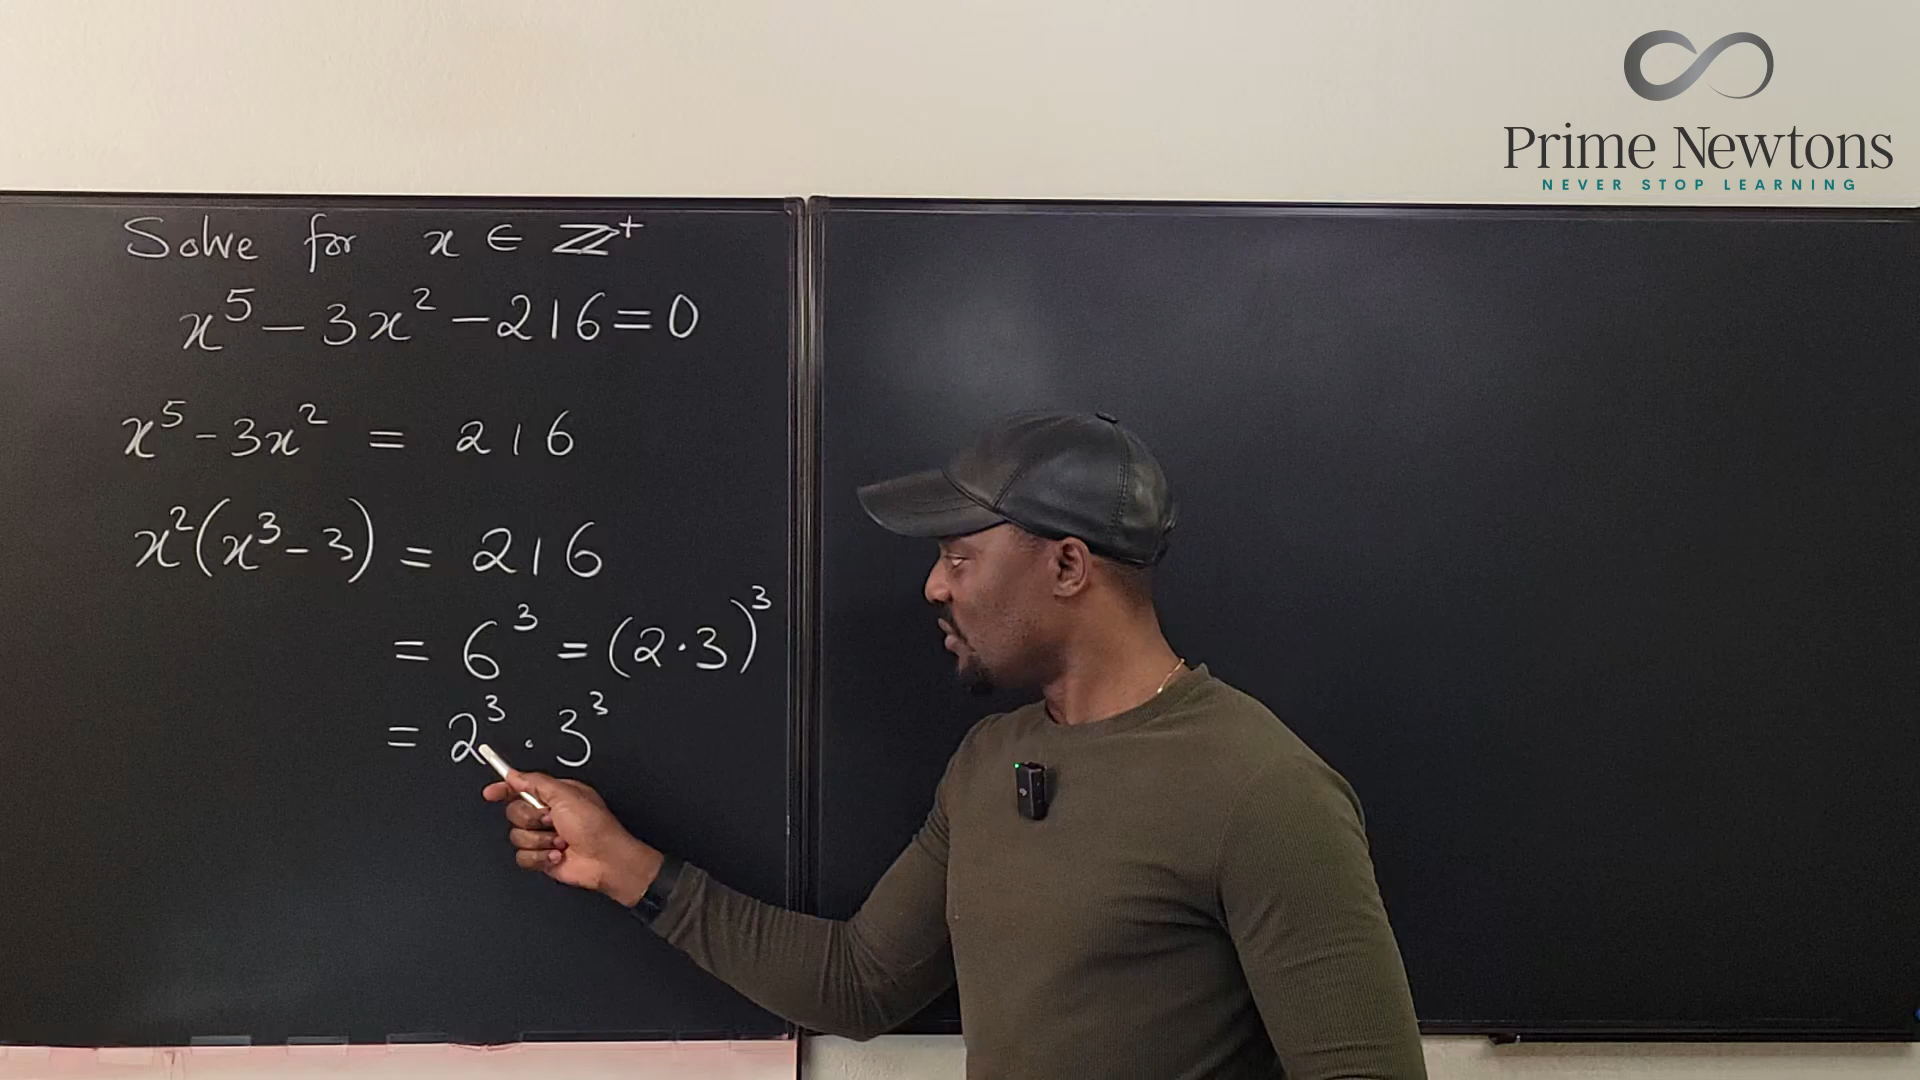 Prime Newtons
NEVER STOP LEARNING
Solve for x ∈ ℤ⁺
x⁵ − 3x² − 216 = 0
x⁵ − 3x² = 216
x²(x³ − 3) = 216
= 6³ = (2·3)³
= 2³ · 3³